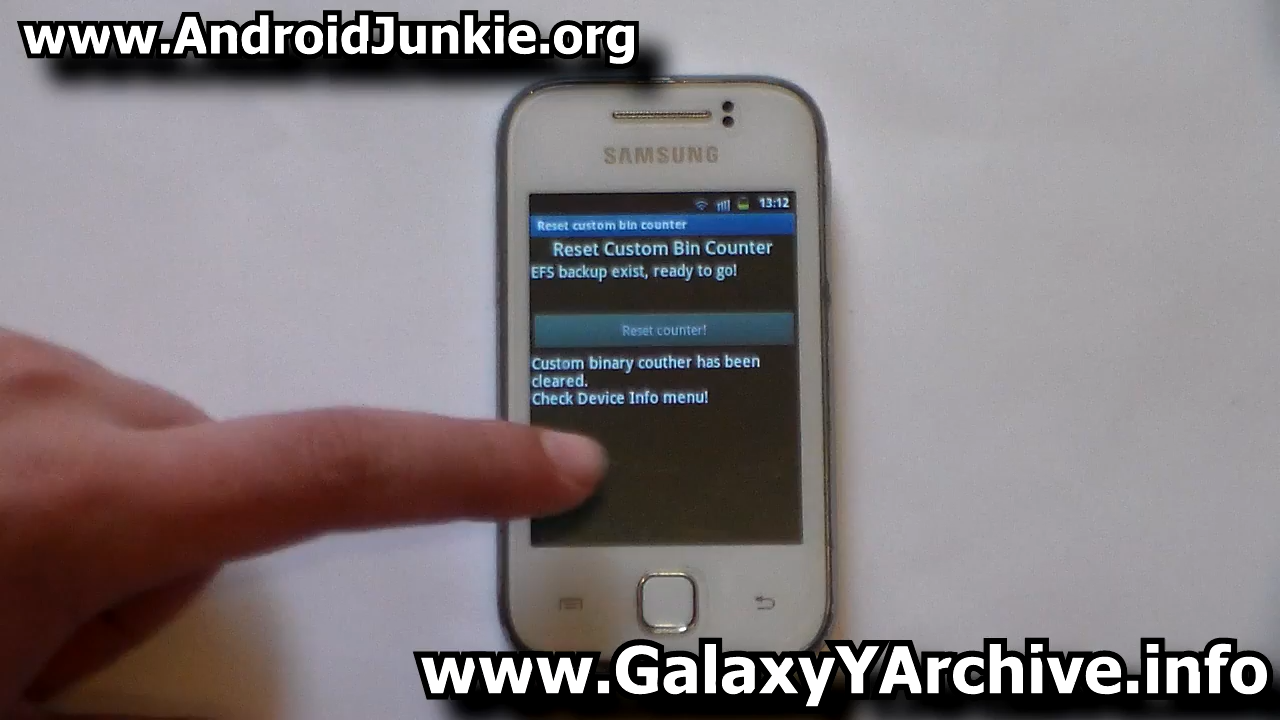 www.AndroidJunkie.org
SAMSUNG
13:12
Reset custom bin counter
Reset Custom Bin Counter
EFS backup exist, ready to go!
Reset counter!
Custom binary couther has been
cleared.
Check Device Info menu!
www.GalaxyYArchive.info